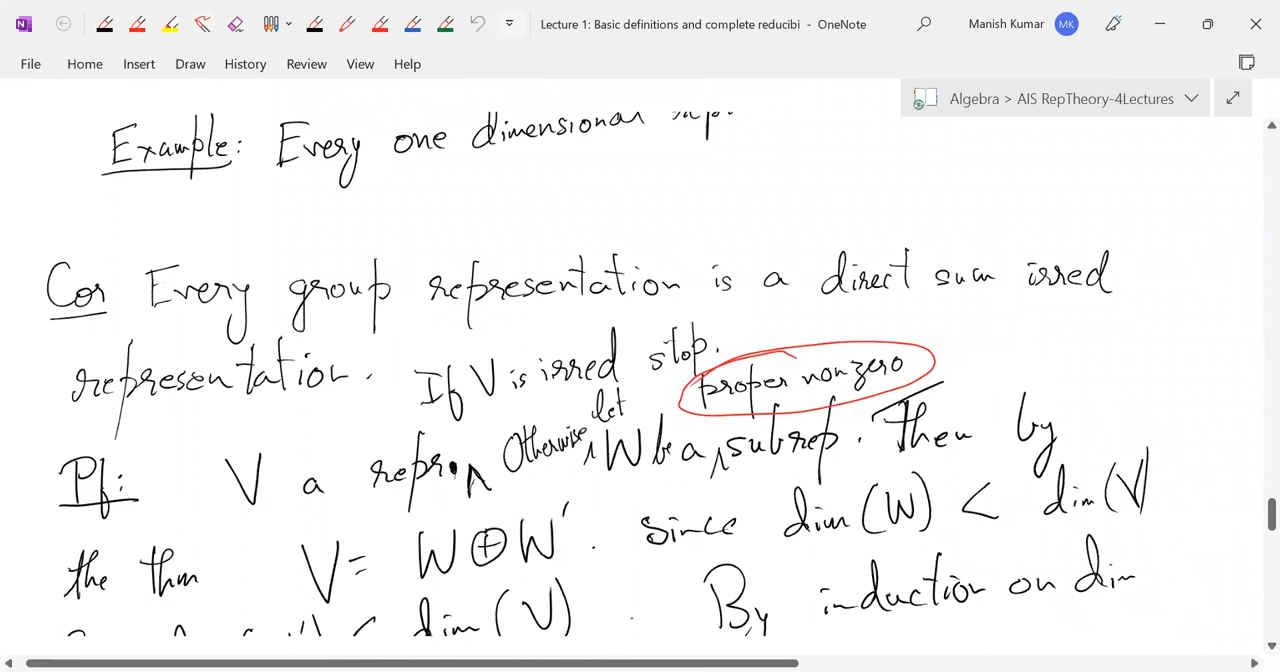 Lecture 1: Basic definitions and complete reducibi - OneNote
Manish Kumar MK
File Home Insert Draw History Review View Help
Algebra > AIS RepTheory-4Lectures
Example: Every one dimensional
Cor Every group representation is a direct sum irred
representation. If V is irred stop.
proper nonzero
let
Pf: V a repr. Otherwise W be a subrep. Then by
the thm V = W ⊕ W'. Since dim(W) < dim(V)
< dim(V). By induction on dim